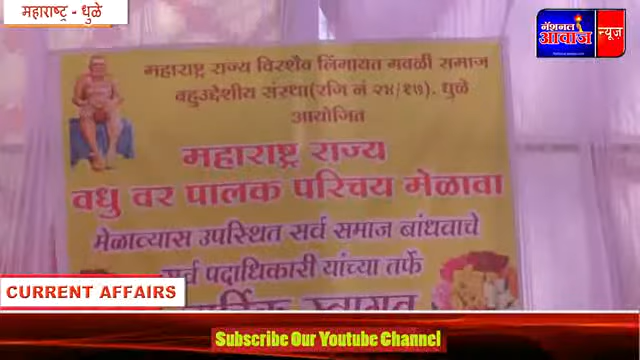 महाराष्ट्र - धुळे
नॅशनल
आवाज
न्यूज
महाराष्ट्र राज्य विरशैव लिंगायत गवळी समाज
बहुउद्देशीय संस्था(रजि नं २४/१७). धुळे
आयोजित
महाराष्ट्र राज्य
वधु वर पालक परिचय मेळावा
मेळाव्यास उपस्थित सर्व समाज बांधवाचे
सर्व पदाधिकारी यांच्या तर्फे
CURRENT AFFAIRS
Subscribe Our Youtube Channel